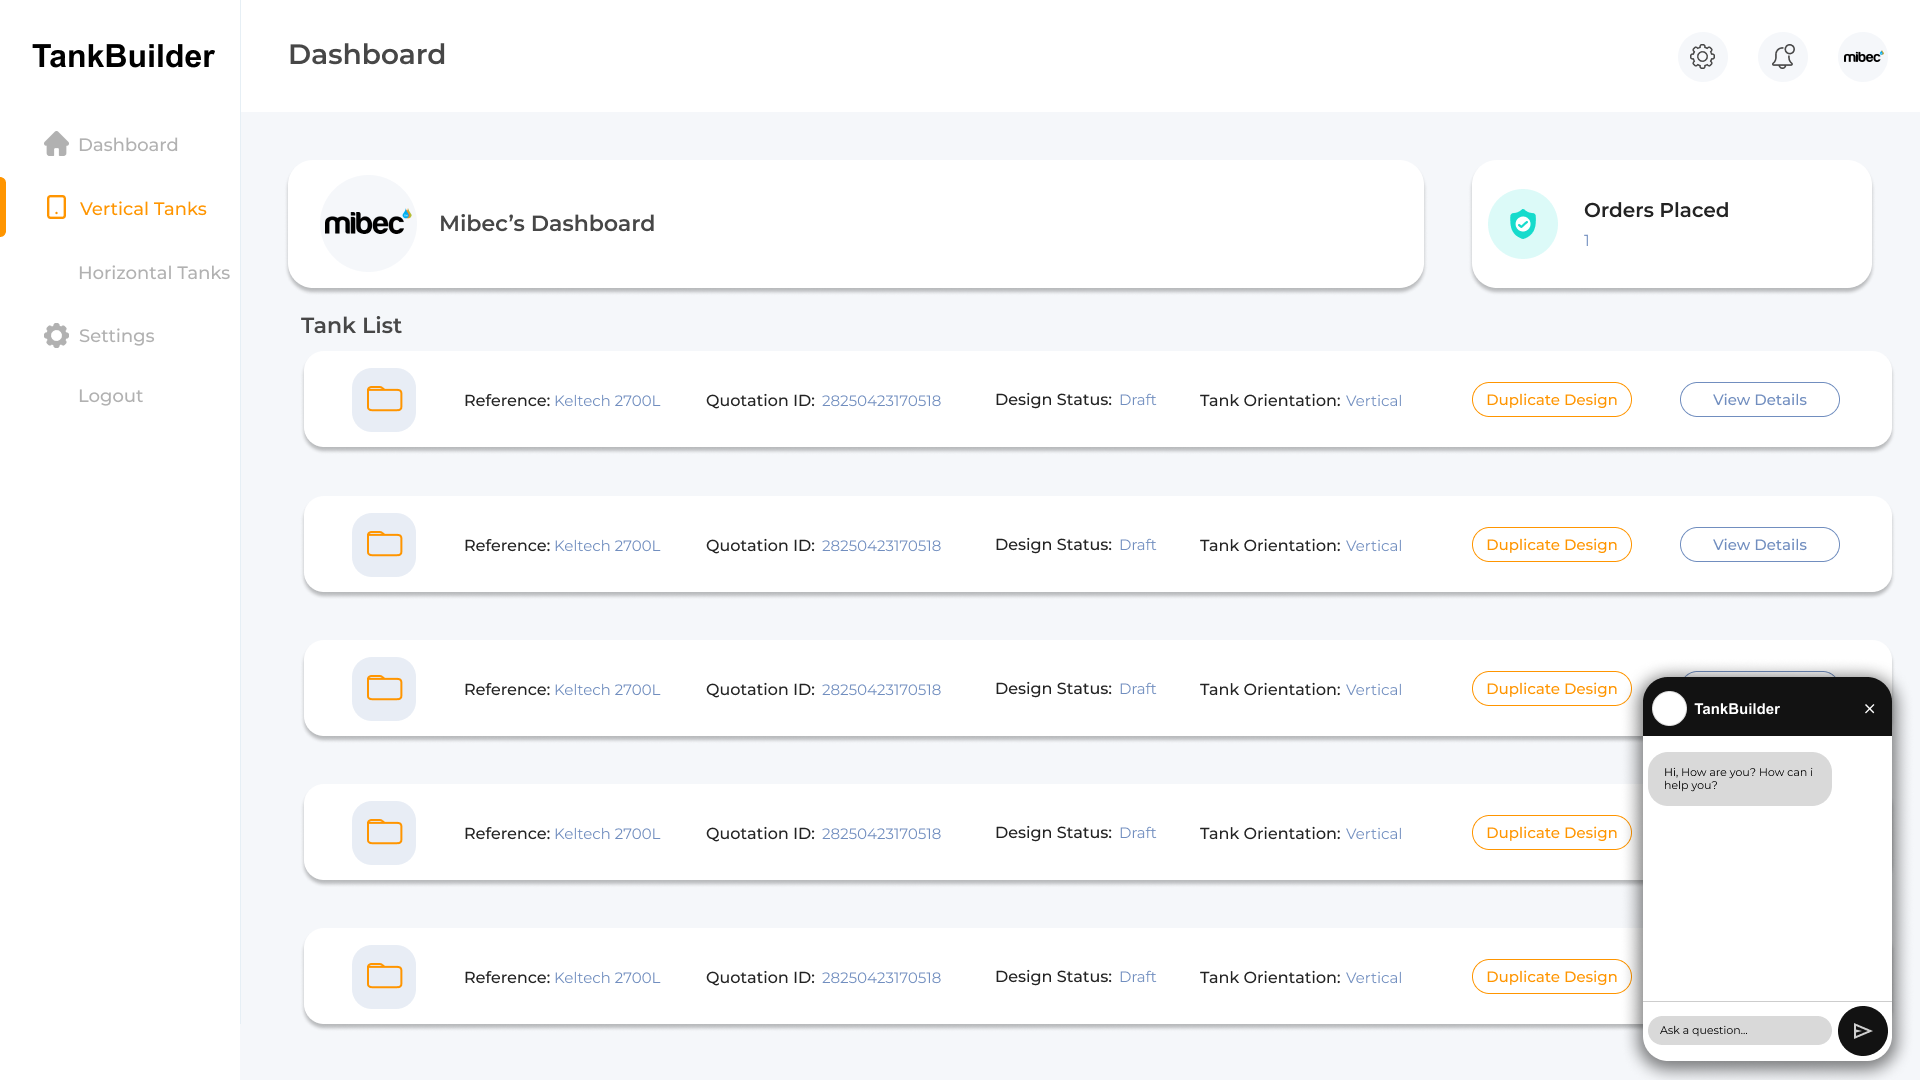 TankBuilder
Dashboard
mibec
Dashboard
Vertical Tanks
Horizontal Tanks
Settings
Logout
mibec
Mibec’s Dashboard
Orders Placed
1
Tank List
Reference: Keltech 2700L Quotation ID: 28250423170518 Design Status: Draft Tank Orientation: Vertical Duplicate Design View Details
Reference: Keltech 2700L Quotation ID: 28250423170518 Design Status: Draft Tank Orientation: Vertical Duplicate Design View Details
Reference: Keltech 2700L Quotation ID: 28250423170518 Design Status: Draft Tank Orientation: Vertical Duplicate Design
Reference: Keltech 2700L Quotation ID: 28250423170518 Design Status: Draft Tank Orientation: Vertical Duplicate Design
Reference: Keltech 2700L Quotation ID: 28250423170518 Design Status: Draft Tank Orientation: Vertical Duplicate Design
TankBuilder
Hi, How are you? How can i
help you?
Ask a question...